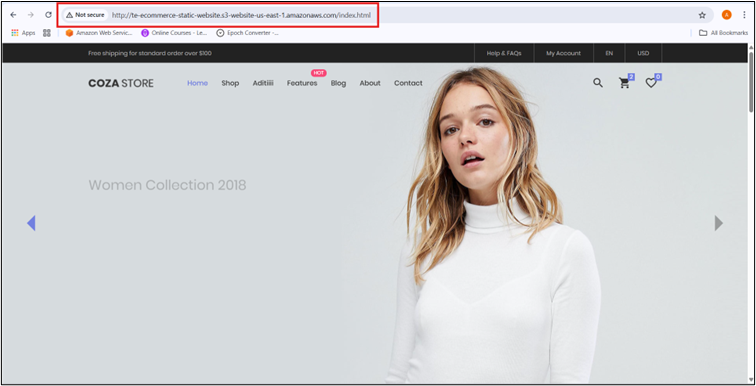 Not secure http://te-ecommerce-static-website.s3-website-us-east-1.amazonaws.com/index.html A
Apps Amazon Web Servic... Online Courses - Le... Epoch Converter - ... All Bookmarks
Free shipping for standard order over $100 Help & FAQs My Account EN USD
HOT
COZA STORE Home Shop Aditiiii Features Blog About Contact 2 0
Women Collection 2018